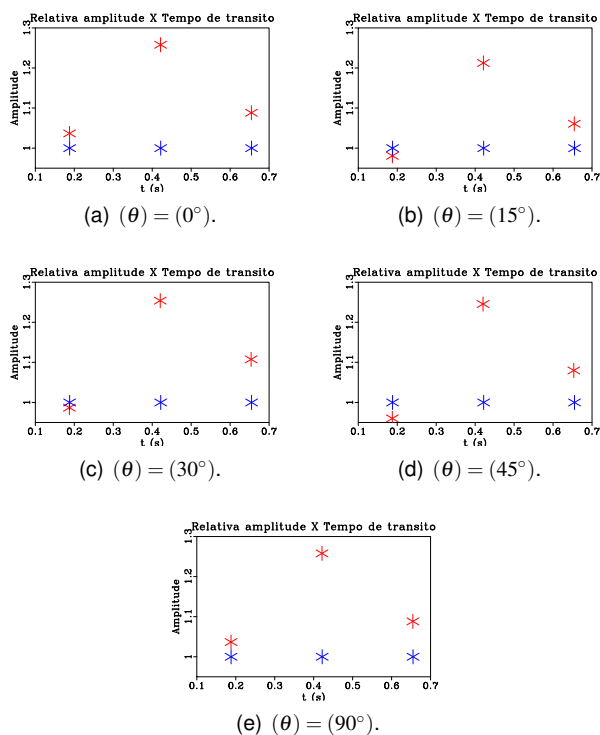 Relativa amplitude X Tempo de transito
Amplitude
1 1.1 1.2 1.3
0.1 0.2 0.3 0.4 0.5 0.6 0.7
t (s)
(a) (θ) = (0°).
Relativa amplitude X Tempo de transito
Amplitude
1 1.1 1.2 1.3
0.1 0.2 0.3 0.4 0.5 0.6 0.7
t (s)
(b) (θ) = (15°).
Relativa amplitude X Tempo de transito
Amplitude
1 1.1 1.2 1.3
0.1 0.2 0.3 0.4 0.5 0.6 0.7
t (s)
(c) (θ) = (30°).
Relativa amplitude X Tempo de transito
Amplitude
1 1.1 1.2 1.3
0.1 0.2 0.3 0.4 0.5 0.6 0.7
t (s)
(d) (θ) = (45°).
Relativa amplitude X Tempo de transito
Amplitude
1 1.1 1.2 1.3
0.1 0.2 0.3 0.4 0.5 0.6 0.7
t (s)
(e) (θ) = (90°).